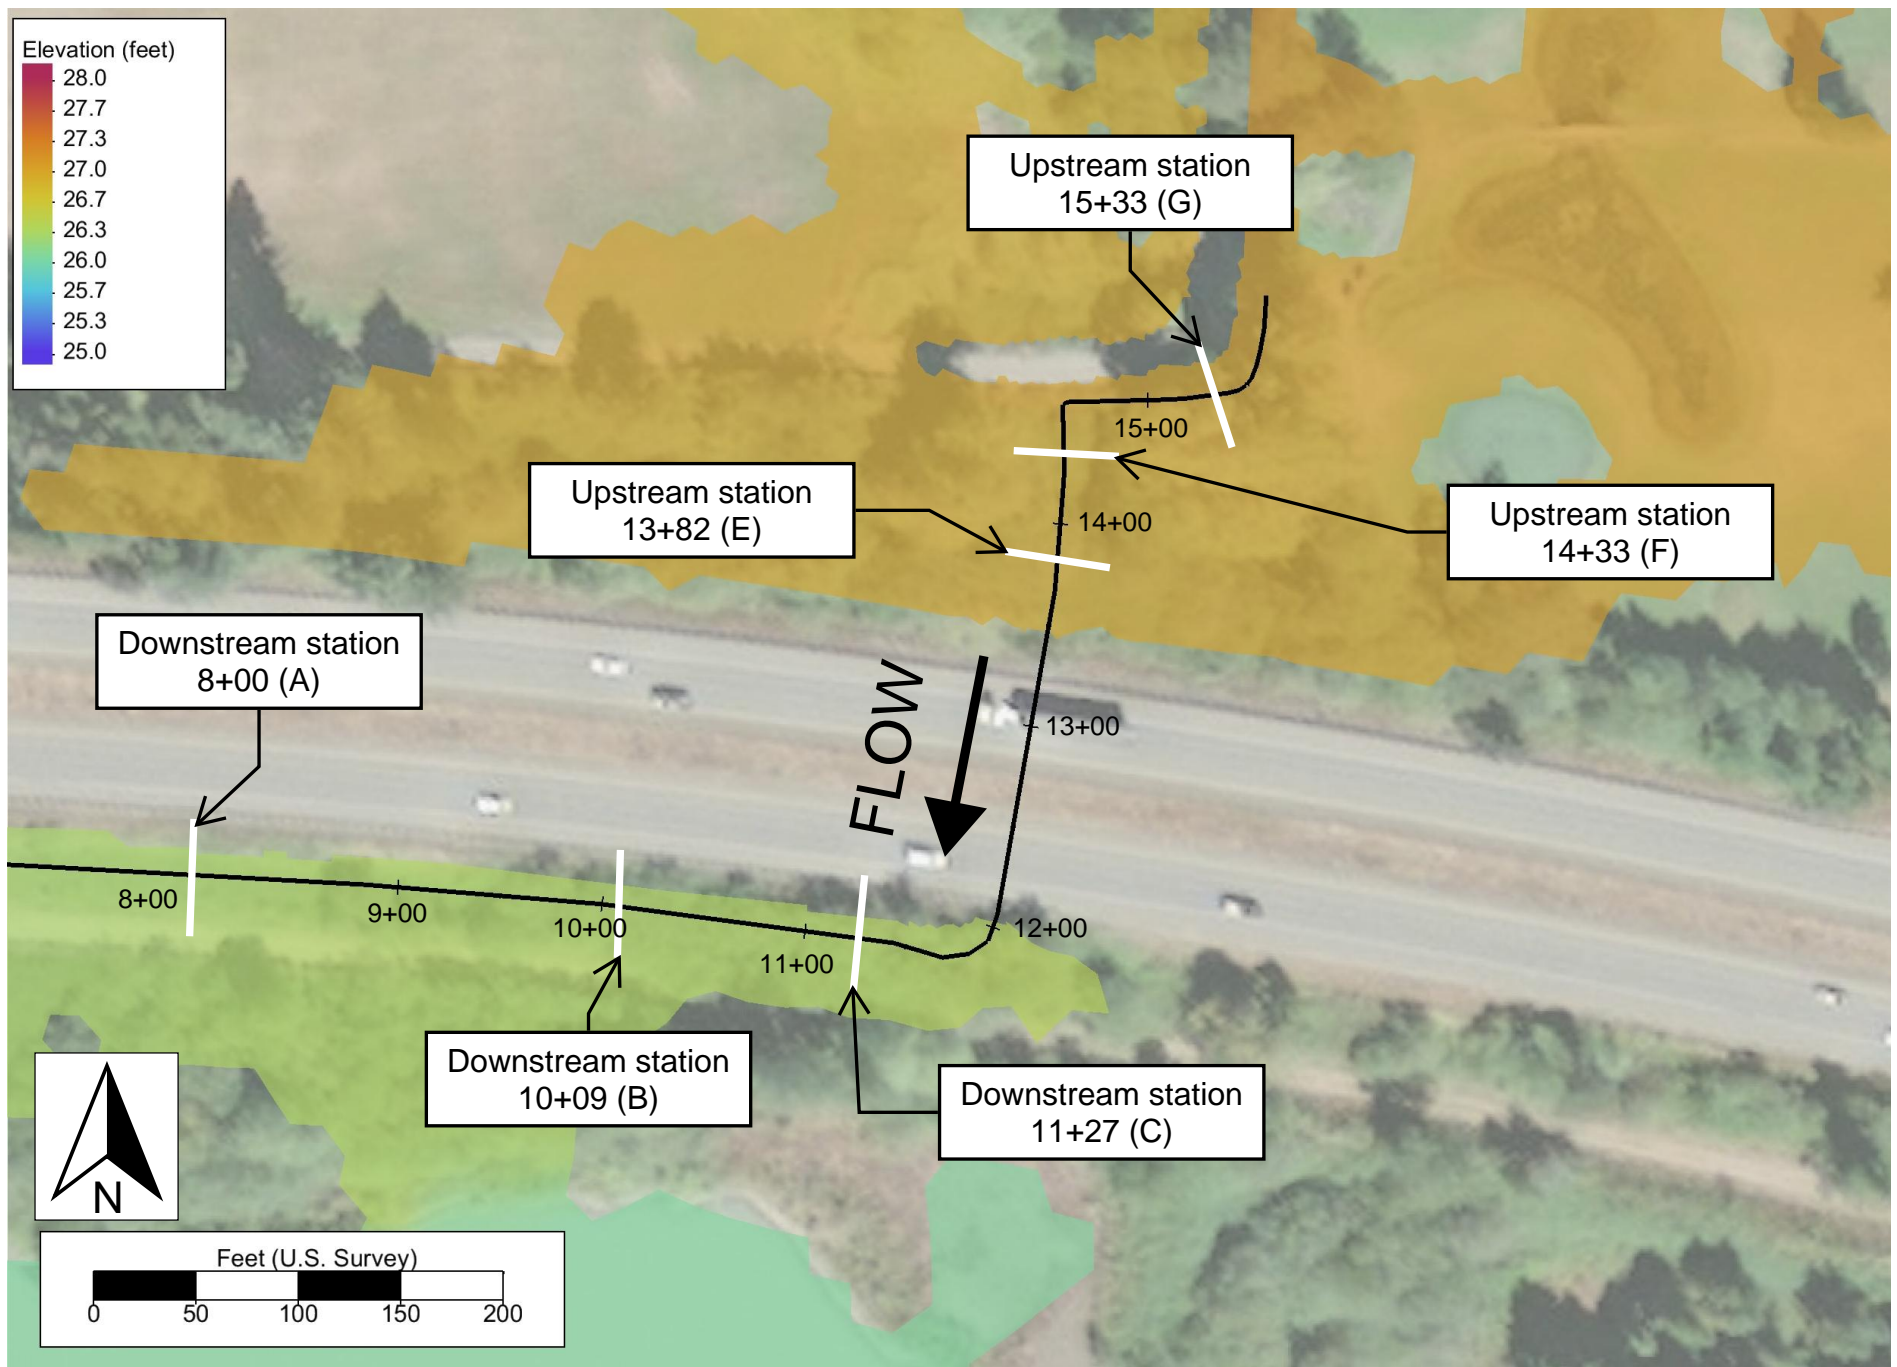 Elevation (feet)
28.0
27.7
27.3
27.0
26.7
26.3
26.0
25.7
25.3
25.0
Upstream station
15+33 (G)
15+00
Upstream station
13+82 (E)
14+00
Upstream station
14+33 (F)
Downstream station
8+00 (A)
FLOW
13+00
8+00
9+00
10+00
11+00
12+00
Downstream station
10+09 (B)
Downstream station
11+27 (C)
N
Feet (U.S. Survey)
0 50 100 150 200